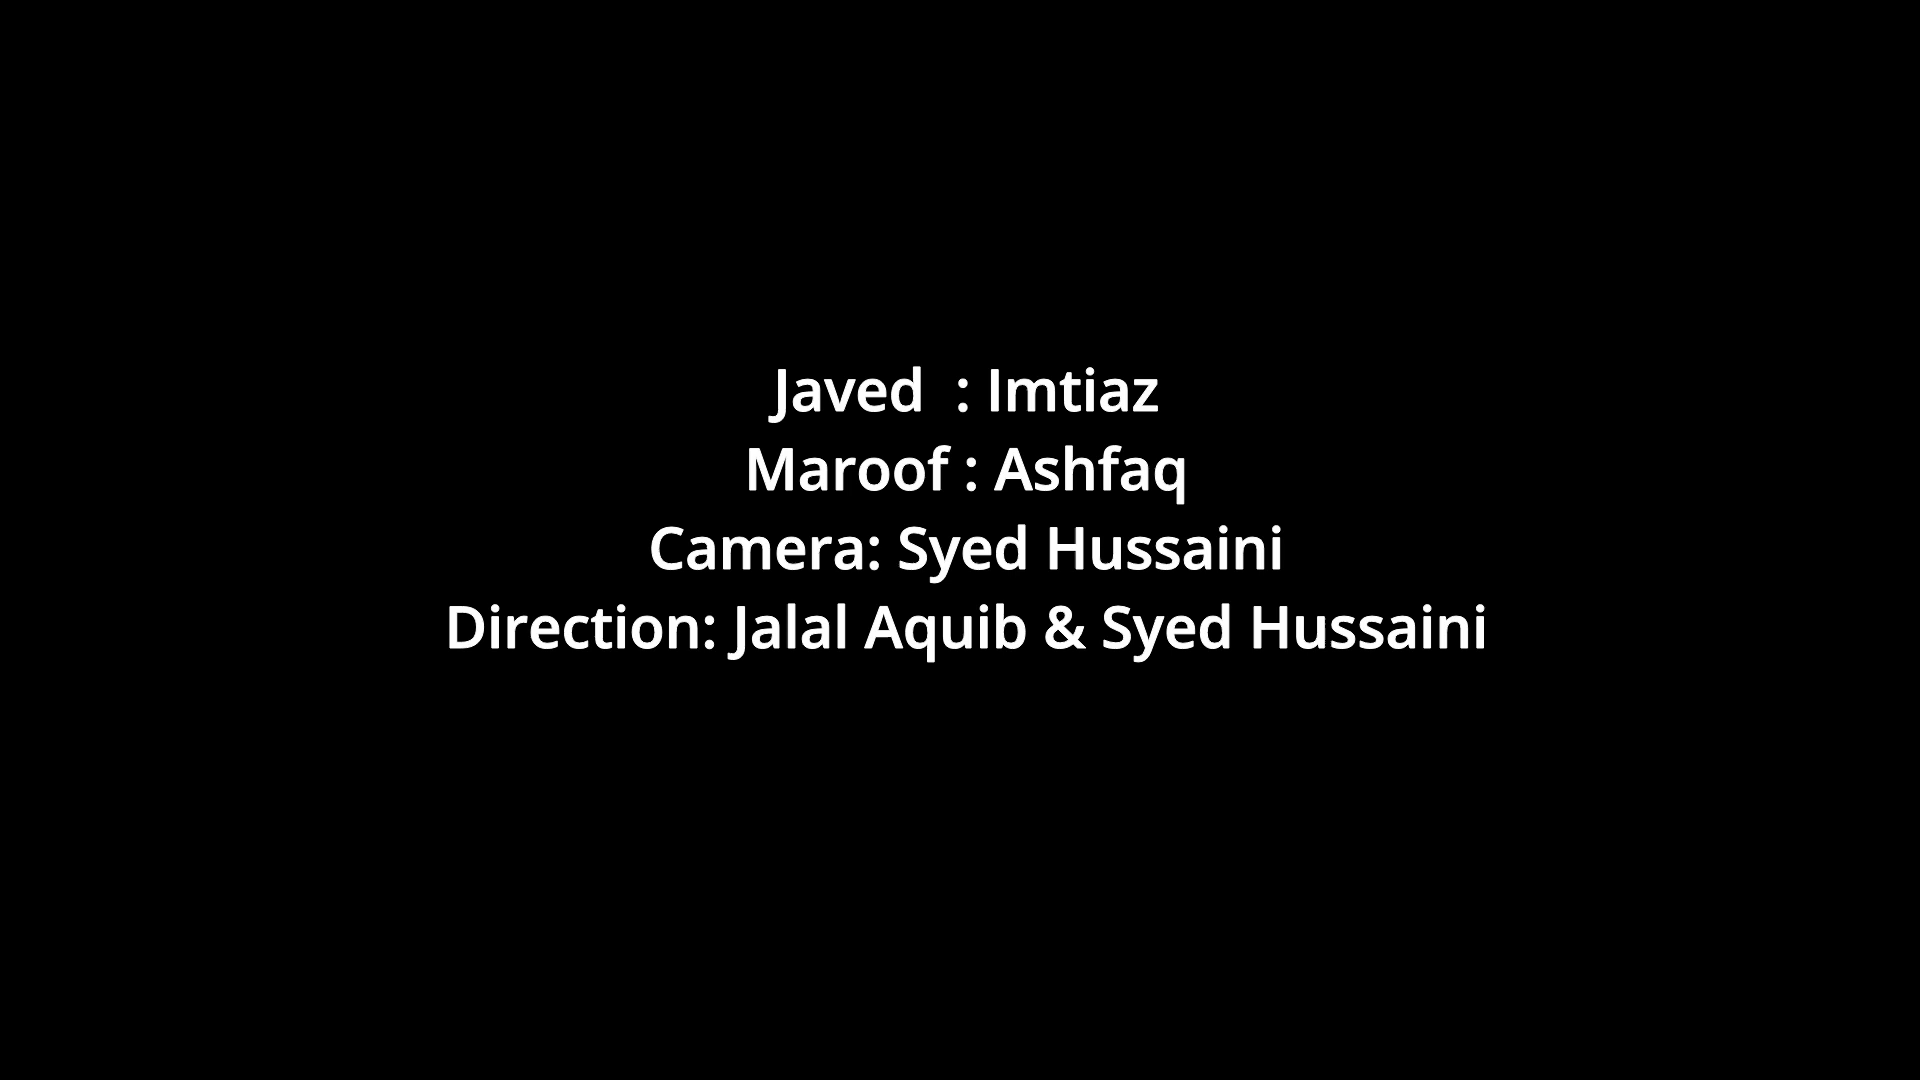 Javed  : Imtiaz
Maroof : Ashfaq
Camera: Syed Hussaini
Direction: Jalal Aquib & Syed Hussaini